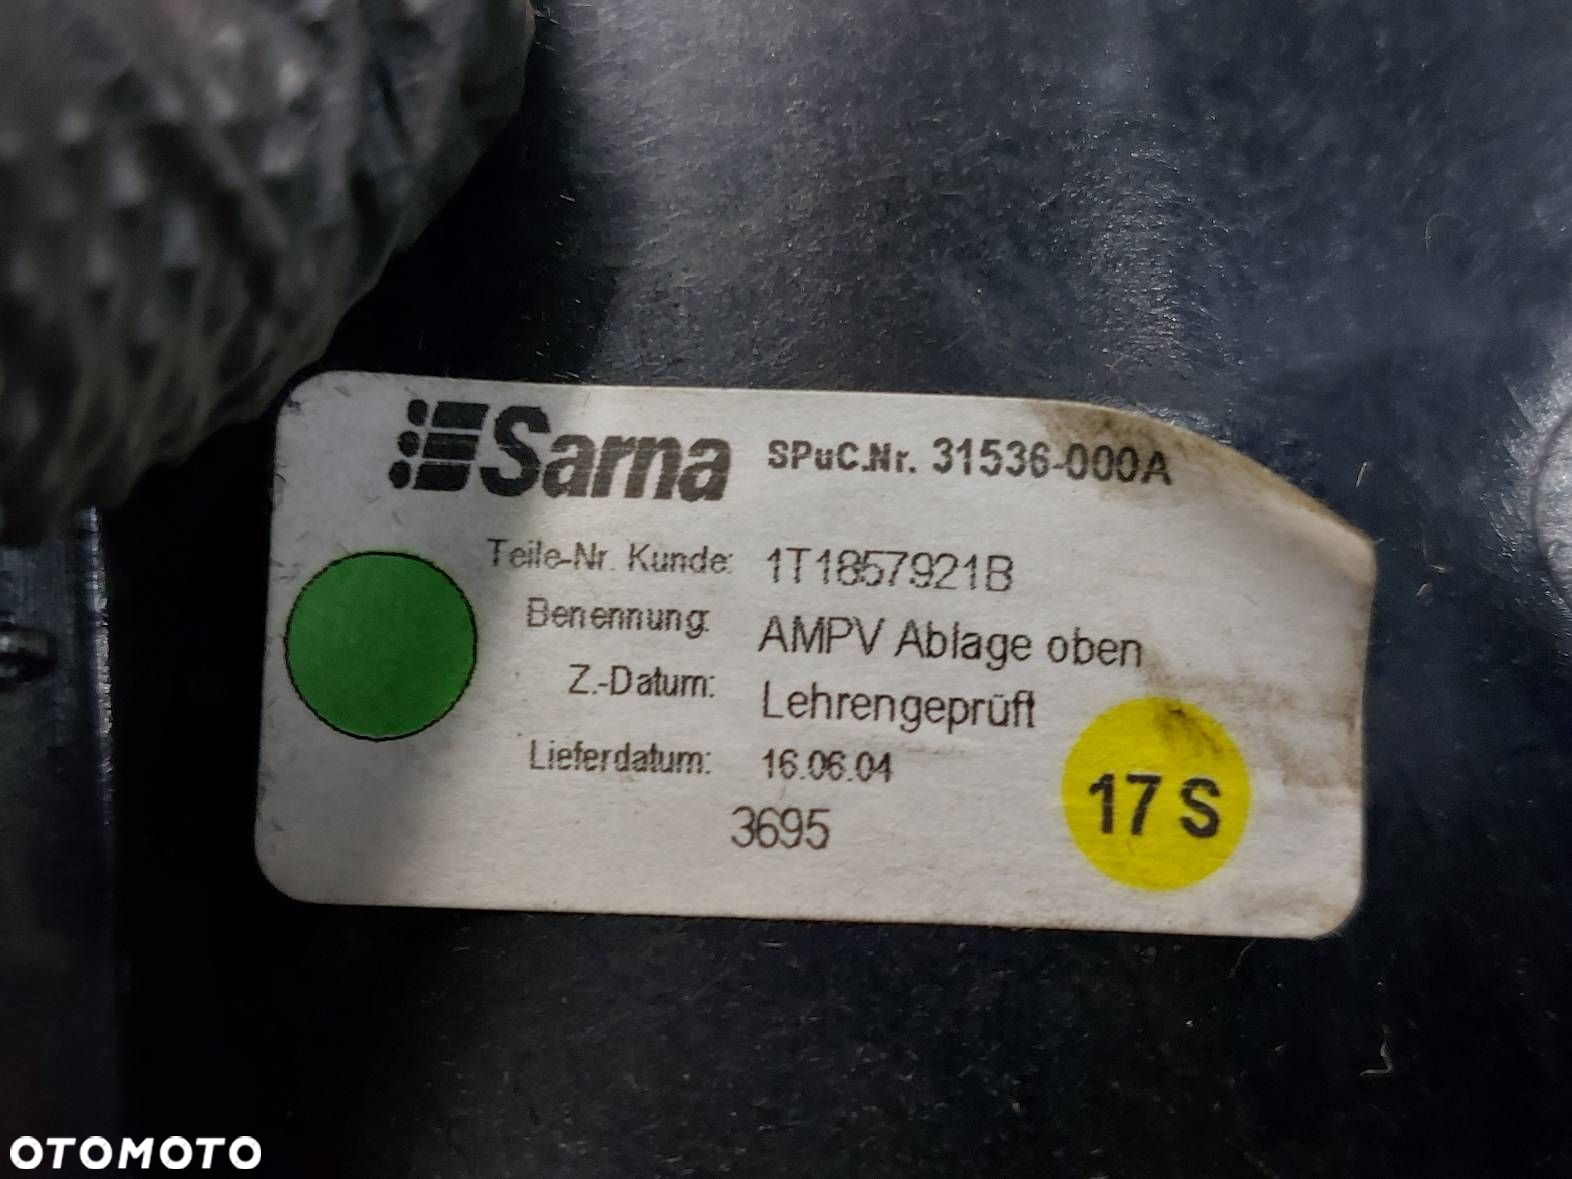 Sarna SPuC.Nr. 31536-000A
Teile-Nr. Kunde: 1T1857921B
Benennung: AMPV Ablage oben
Z.-Datum: Lehrengeprüft
Lieferdatum: 16.06.04
3695
17 S
OTOMOTO